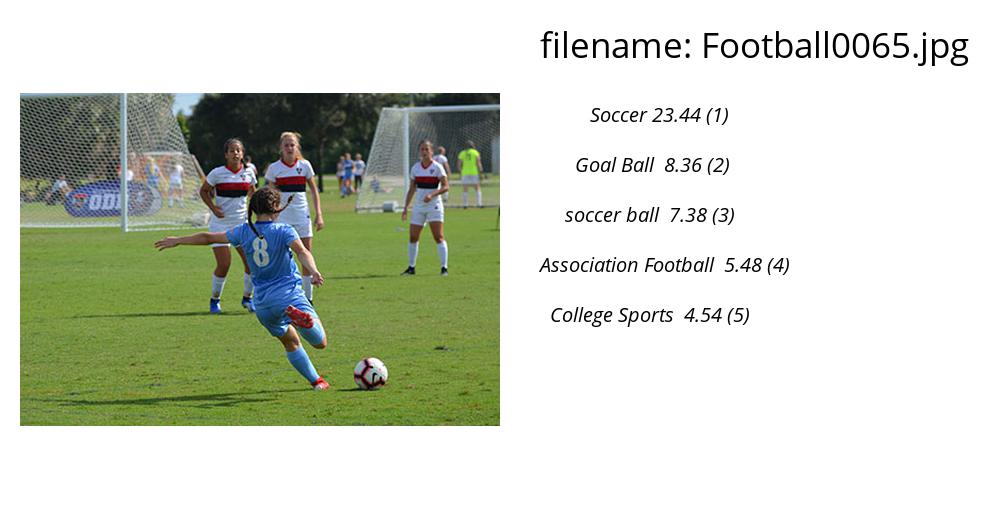 filename: Football0065.jpg
Soccer 23.44 (1)
Goal Ball 8.36 (2)
soccer ball 7.38 (3)
Association Football 5.48 (4)
College Sports 4.54 (5)
ODP
8